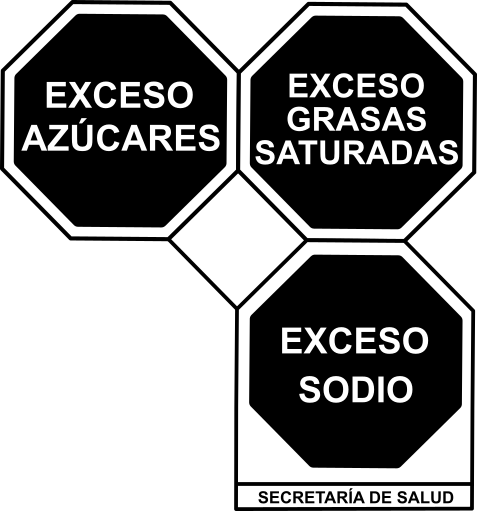 EXCESO
AZÚCARES
EXCESO
GRASAS
SATURADAS
EXCESO
SODIO
SECRETARÍA DE SALUD